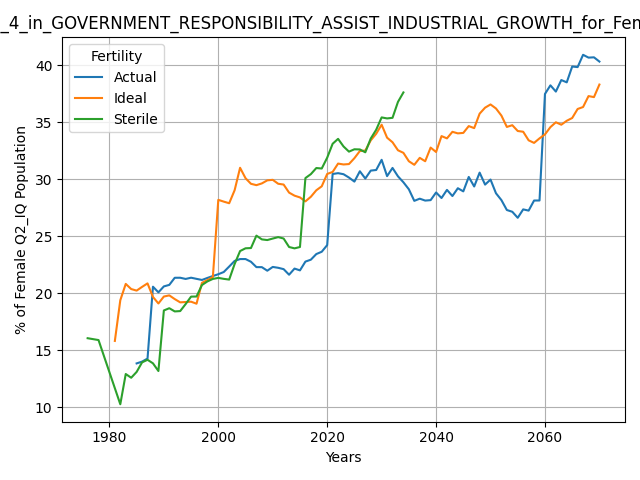 _4_in_GOVERNMENT_RESPONSIBILITY_ASSIST_INDUSTRIAL_GROWTH_for_Fem
Fertility
Actual
Ideal
Sterile
% of Female Q2_IQ Population
40
35
30
25
20
15
10
1980 2000 2020 2040 2060
Years